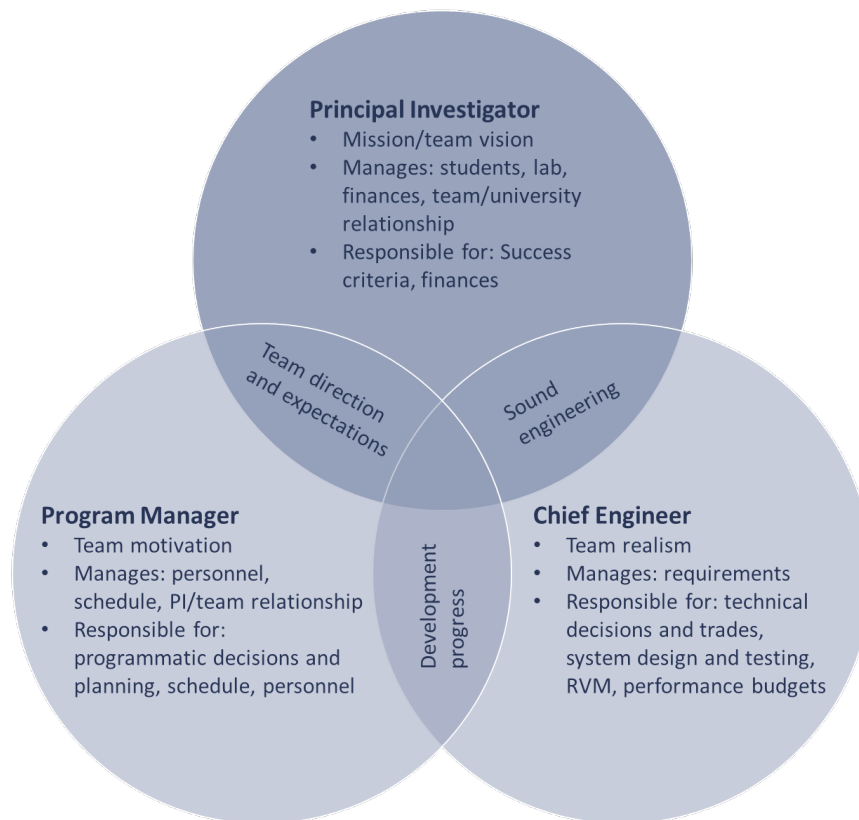 Principal Investigator
• Mission/team vision
• Manages: students, lab,
finances, team/university
relationship
• Responsible for: Success
criteria, finances
Team direction
and expectations
Sound
engineering
Program Manager
• Team motivation
• Manages: personnel,
schedule, PI/team relationship
• Responsible for:
programmatic decisions and
planning, schedule, personnel
Development
progress
Chief Engineer
• Team realism
• Manages: requirements
• Responsible for: technical
decisions and trades,
system design and testing,
RVM, performance budgets